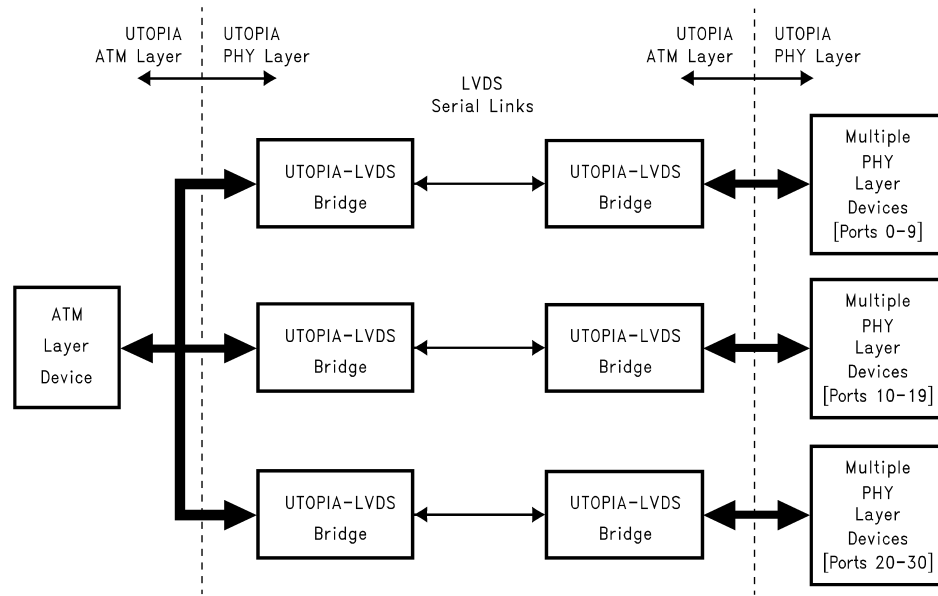 UTOPIA
ATM Layer
UTOPIA
PHY Layer
LVDS
Serial Links
UTOPIA
ATM Layer
UTOPIA
PHY Layer
UTOPIA-LVDS
Bridge
UTOPIA-LVDS
Bridge
Multiple
PHY
Layer
Devices
[Ports 0-9]
ATM
Layer
Device
UTOPIA-LVDS
Bridge
UTOPIA-LVDS
Bridge
Multiple
PHY
Layer
Devices
[Ports 10-19]
UTOPIA-LVDS
Bridge
UTOPIA-LVDS
Bridge
Multiple
PHY
Layer
Devices
[Ports 20-30]